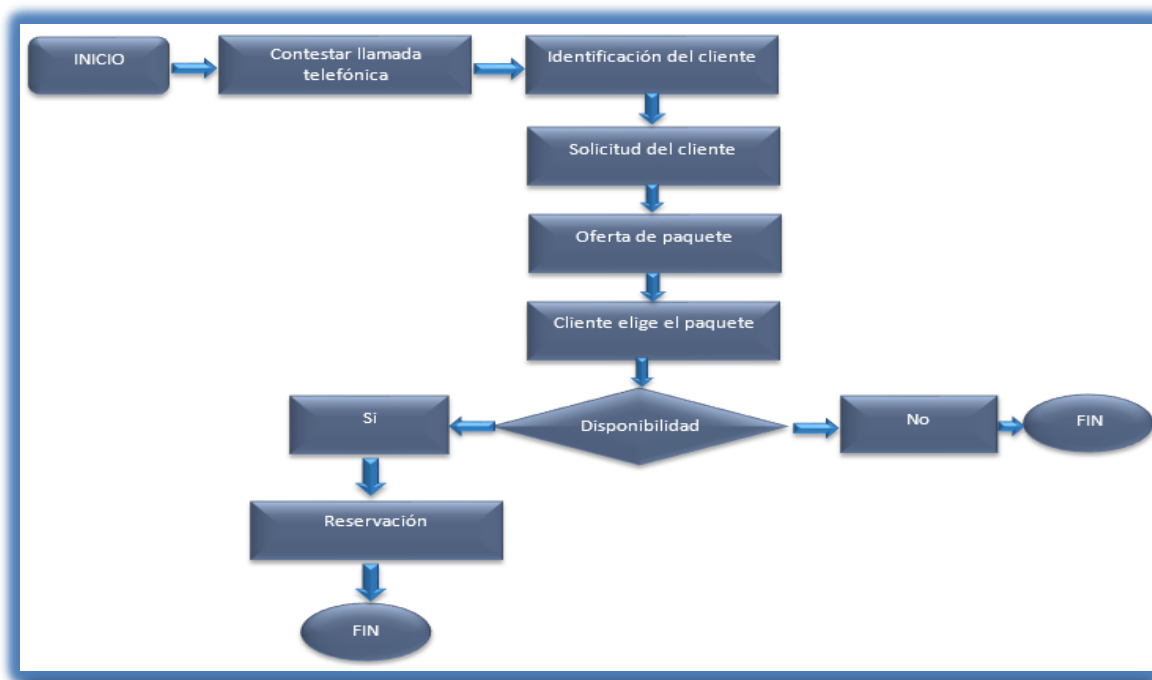 INICIO
Contestar llamada
telefónica
Identificación del cliente
Solicitud del cliente
Oferta de paquete
Cliente elige el paquete
Disponibilidad
Si
No
FIN
Reservación
FIN